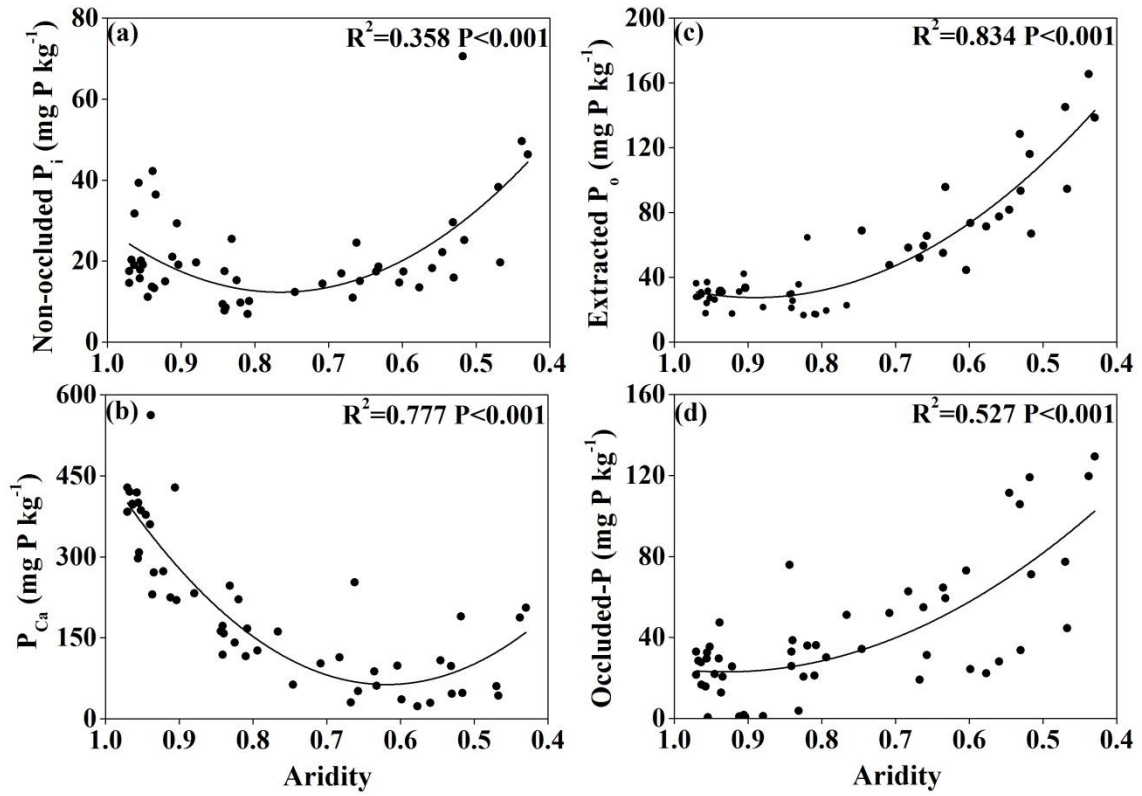 (a)
R²=0.358 P<0.001
Non-occluded Pᵢ (mg P kg⁻¹)
80
60
40
20
0
1.0 0.9 0.8 0.7 0.6 0.5 0.4
(c)
R²=0.834 P<0.001
Extracted Pₒ (mg P kg⁻¹)
200
160
120
80
40
0
1.0 0.9 0.8 0.7 0.6 0.5 0.4
(b)
R²=0.777 P<0.001
P_Ca (mg P kg⁻¹)
600
450
300
150
0
1.0 0.9 0.8 0.7 0.6 0.5 0.4
Aridity
(d)
R²=0.527 P<0.001
Occluded-P (mg P kg⁻¹)
160
120
80
40
0
1.0 0.9 0.8 0.7 0.6 0.5 0.4
Aridity